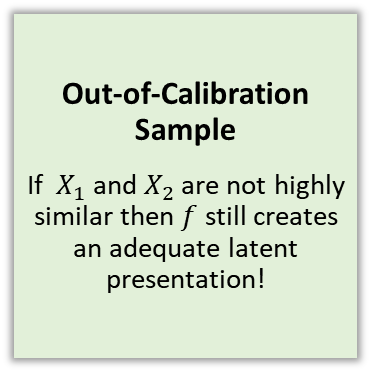 Out-of-Calibration
Sample
If X₁ and X₂ are not highly
similar then f still creates
an adequate latent
presentation!